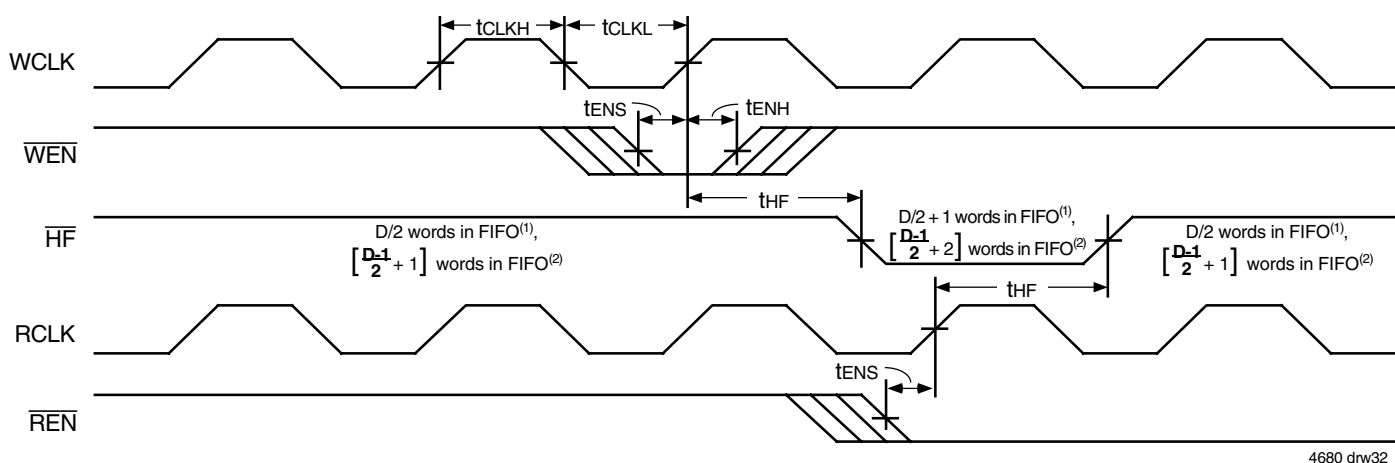 tCLKH
tCLKL
WCLK
tENS
tENH
WEN
tHF
HF
D/2 words in FIFO(1),
[D-1/2 + 1] words in FIFO(2)
D/2 + 1 words in FIFO(1),
[D-1/2 + 2] words in FIFO(2)
D/2 words in FIFO(1),
[D-1/2 + 1] words in FIFO(2)
tHF
RCLK
tENS
REN
4680 drw32